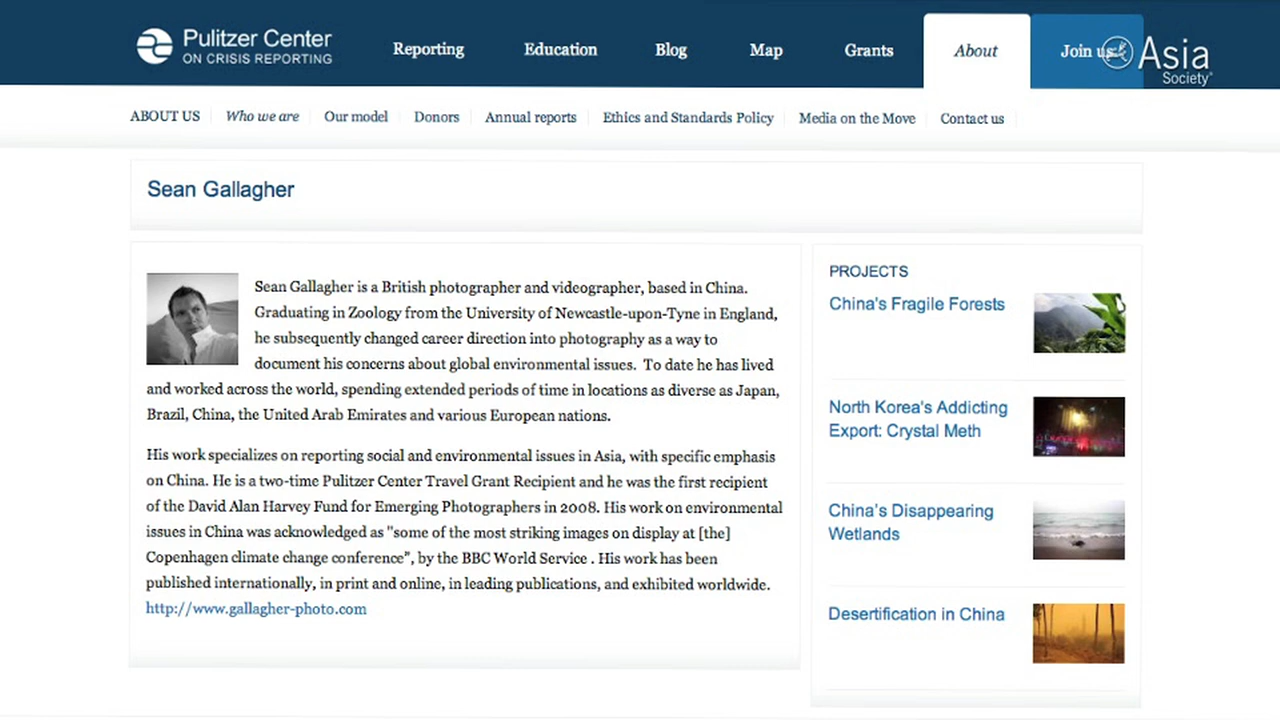 Pulitzer Center
ON CRISIS REPORTING
Reporting
Education
Blog
Map
Grants
About
Join us
Asia
Society
ABOUT US
Who we are
Our model
Donors
Annual reports
Ethics and Standards Policy
Media on the Move
Contact us
Sean Gallagher
Sean Gallagher is a British photographer and videographer, based in China.
Graduating in Zoology from the University of Newcastle-upon-Tyne in England,
he subsequently changed career direction into photography as a way to
document his concerns about global environmental issues.  To date he has lived
and worked across the world, spending extended periods of time in locations as diverse as Japan,
Brazil, China, the United Arab Emirates and various European nations.
His work specializes on reporting social and environmental issues in Asia, with specific emphasis
on China. He is a two-time Pulitzer Center Travel Grant Recipient and he was the first recipient
of the David Alan Harvey Fund for Emerging Photographers in 2008. His work on environmental
issues in China was acknowledged as "some of the most striking images on display at [the]
Copenhagen climate change conference", by the BBC World Service . His work has been
published internationally, in print and online, in leading publications, and exhibited worldwide.
http://www.gallagher-photo.com
PROJECTS
China's Fragile Forests
North Korea's Addicting
Export: Crystal Meth
China's Disappearing
Wetlands
Desertification in China